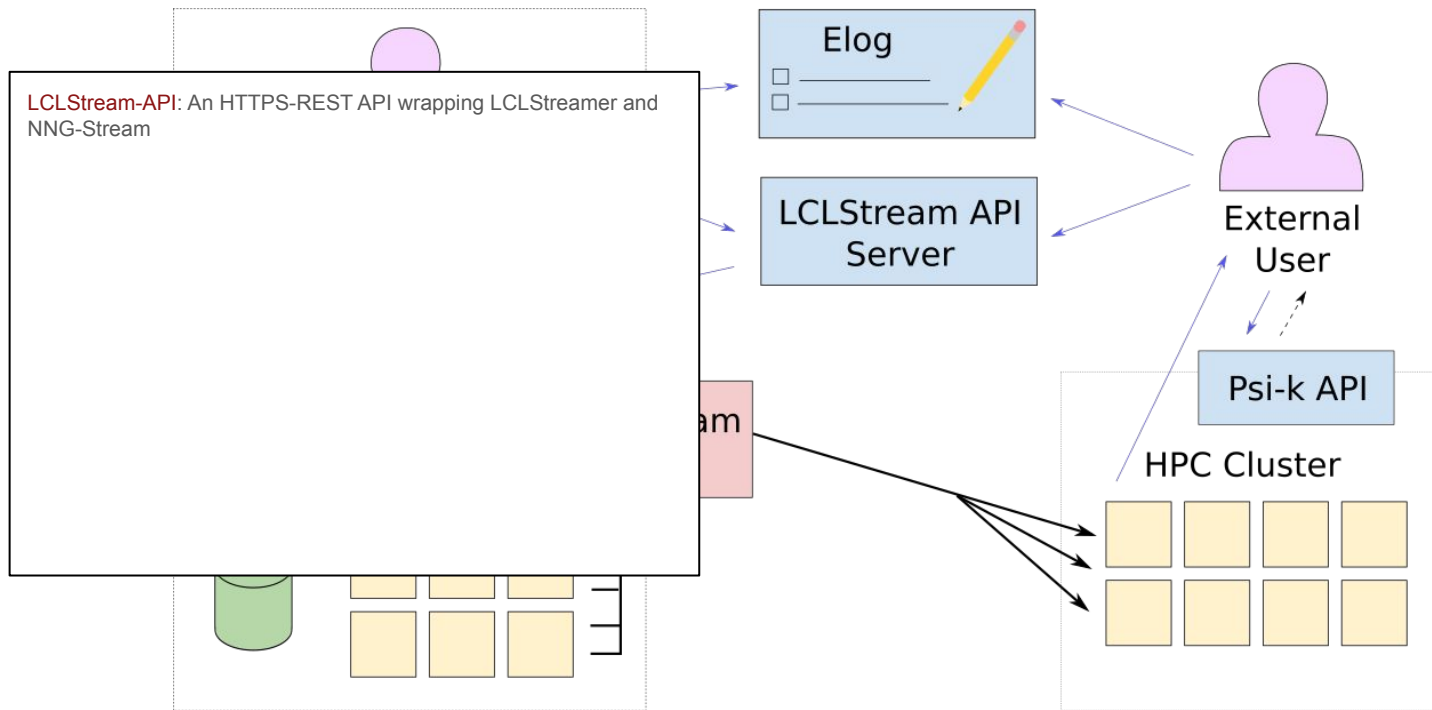 Elog
LCLStream-API: An HTTPS-REST API wrapping LCLStreamer and
NNG-Stream
LCLStream API
Server
External
User
Psi-k API
am
HPC Cluster